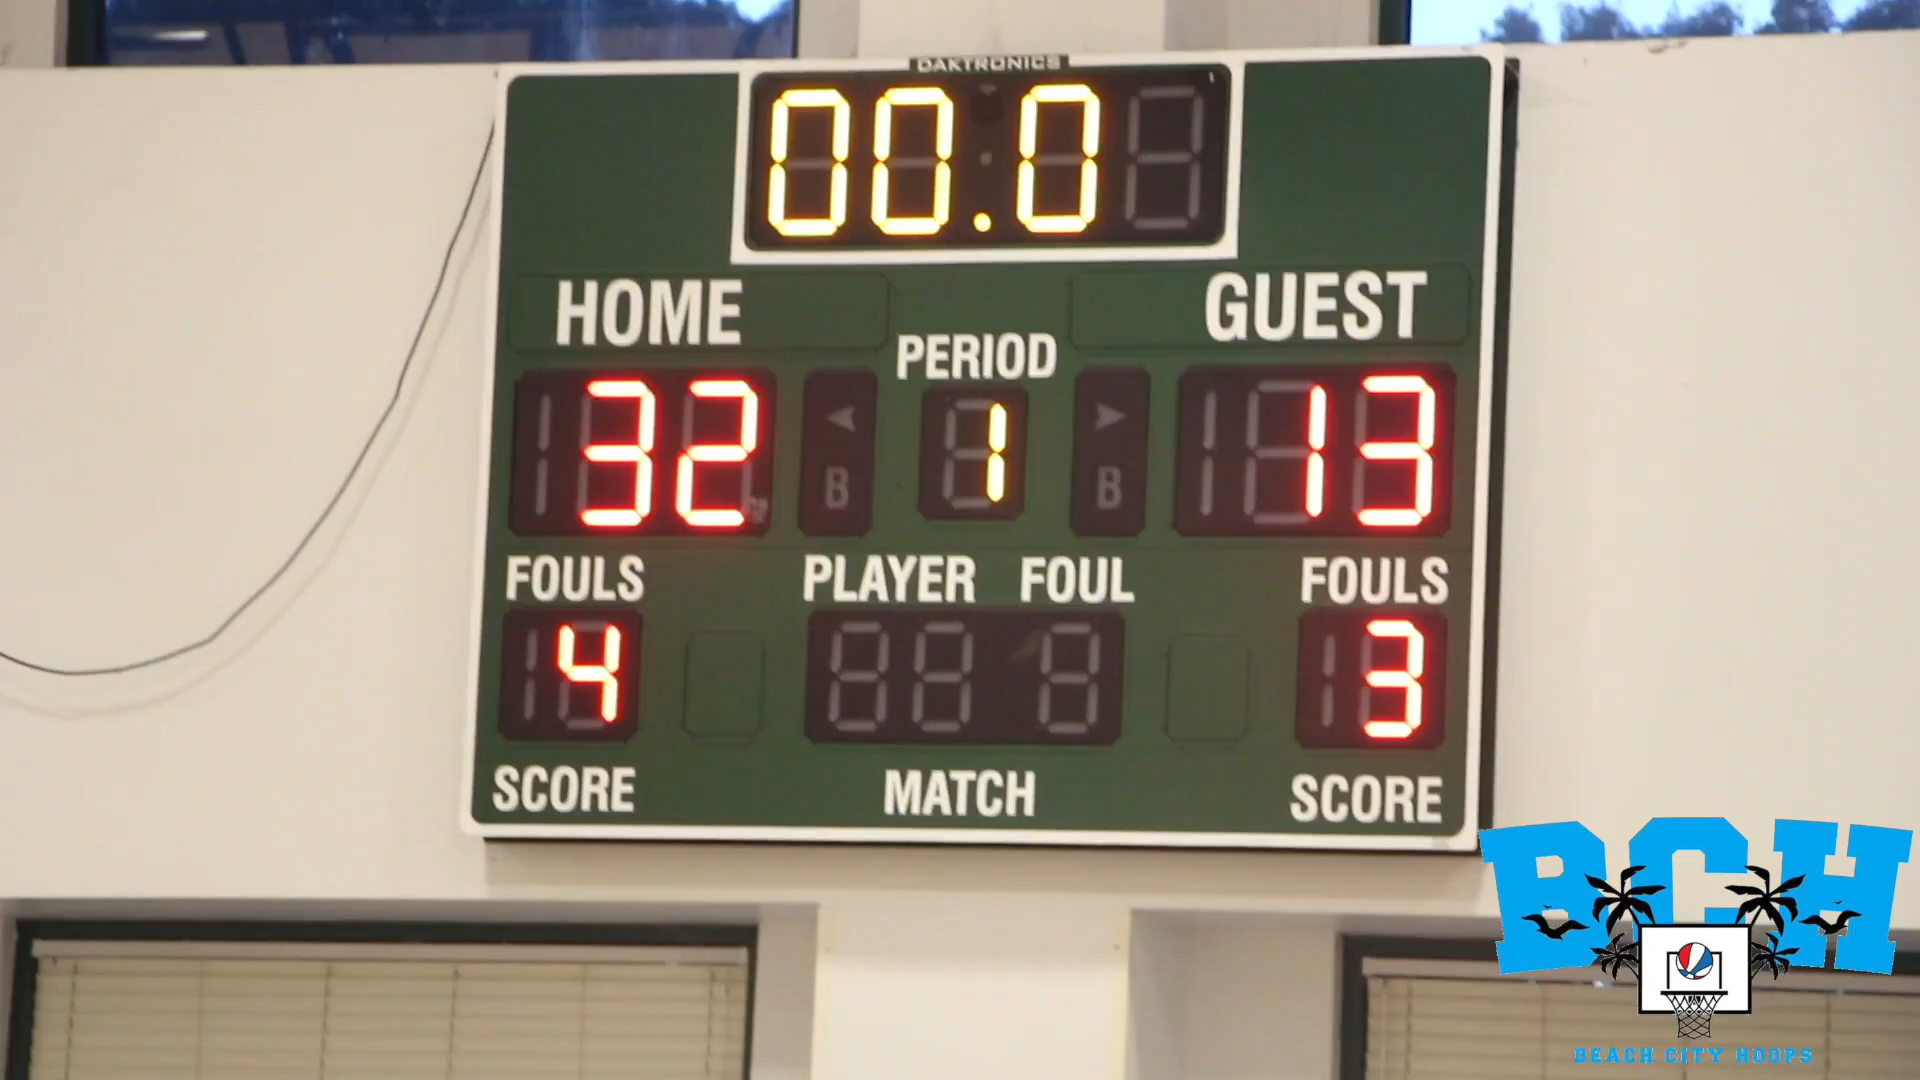 DAKTRONICS
00.0
HOME GUEST
PERIOD
32 1 13
B B
FOULS PLAYER FOUL FOULS
4 3
SCORE MATCH SCORE
BCH
BEACH CITY HOOPS